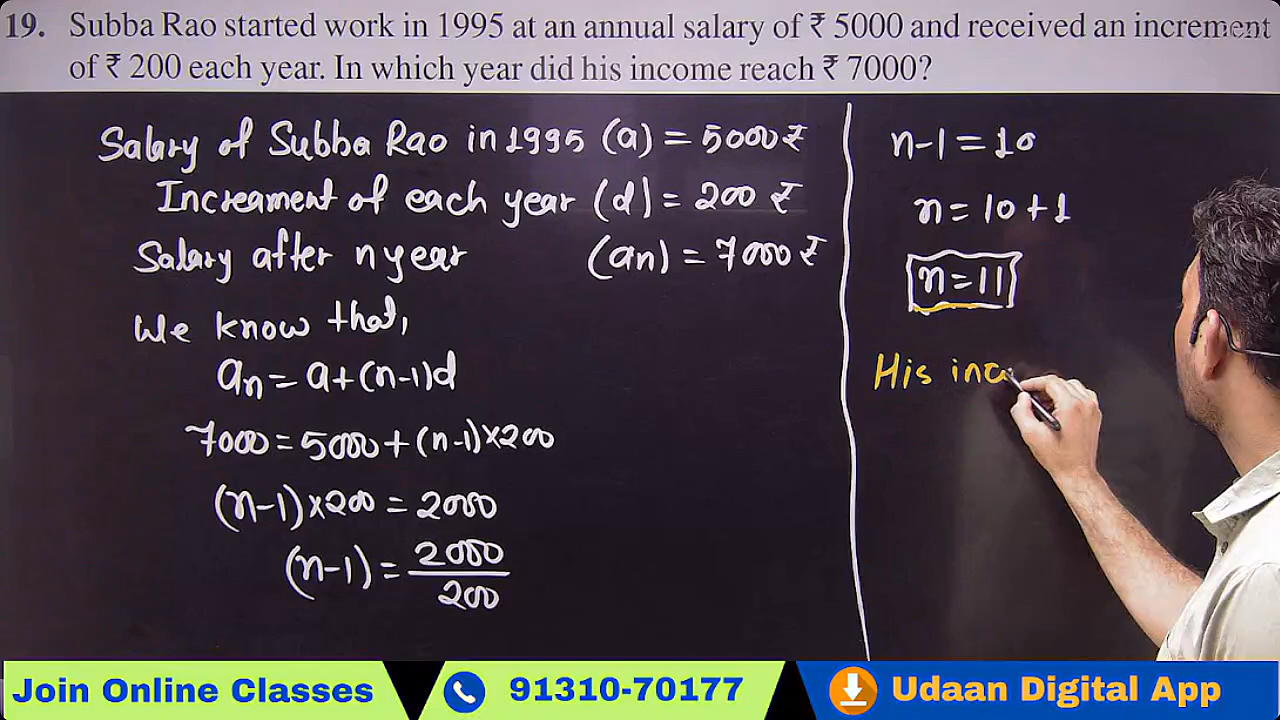 19. Subba Rao started work in 1995 at an annual salary of ₹ 5000 and received an increment
of ₹ 200 each year. In which year did his income reach ₹ 7000?
Salary of Subba Rao in 1995 (a) = 5000 ₹
Increament of each year (d) = 200 ₹
Salary after n year (an) = 7000 ₹
We know that,
an = a+(n-1)d
7000 = 5000 + (n-1)×200
(n-1)×200 = 2000
(n-1) = 2000/200
n-1 = 10
n = 10 + 1
n = 11
His inco
Join Online Classes
91310-70177
Udaan Digital App